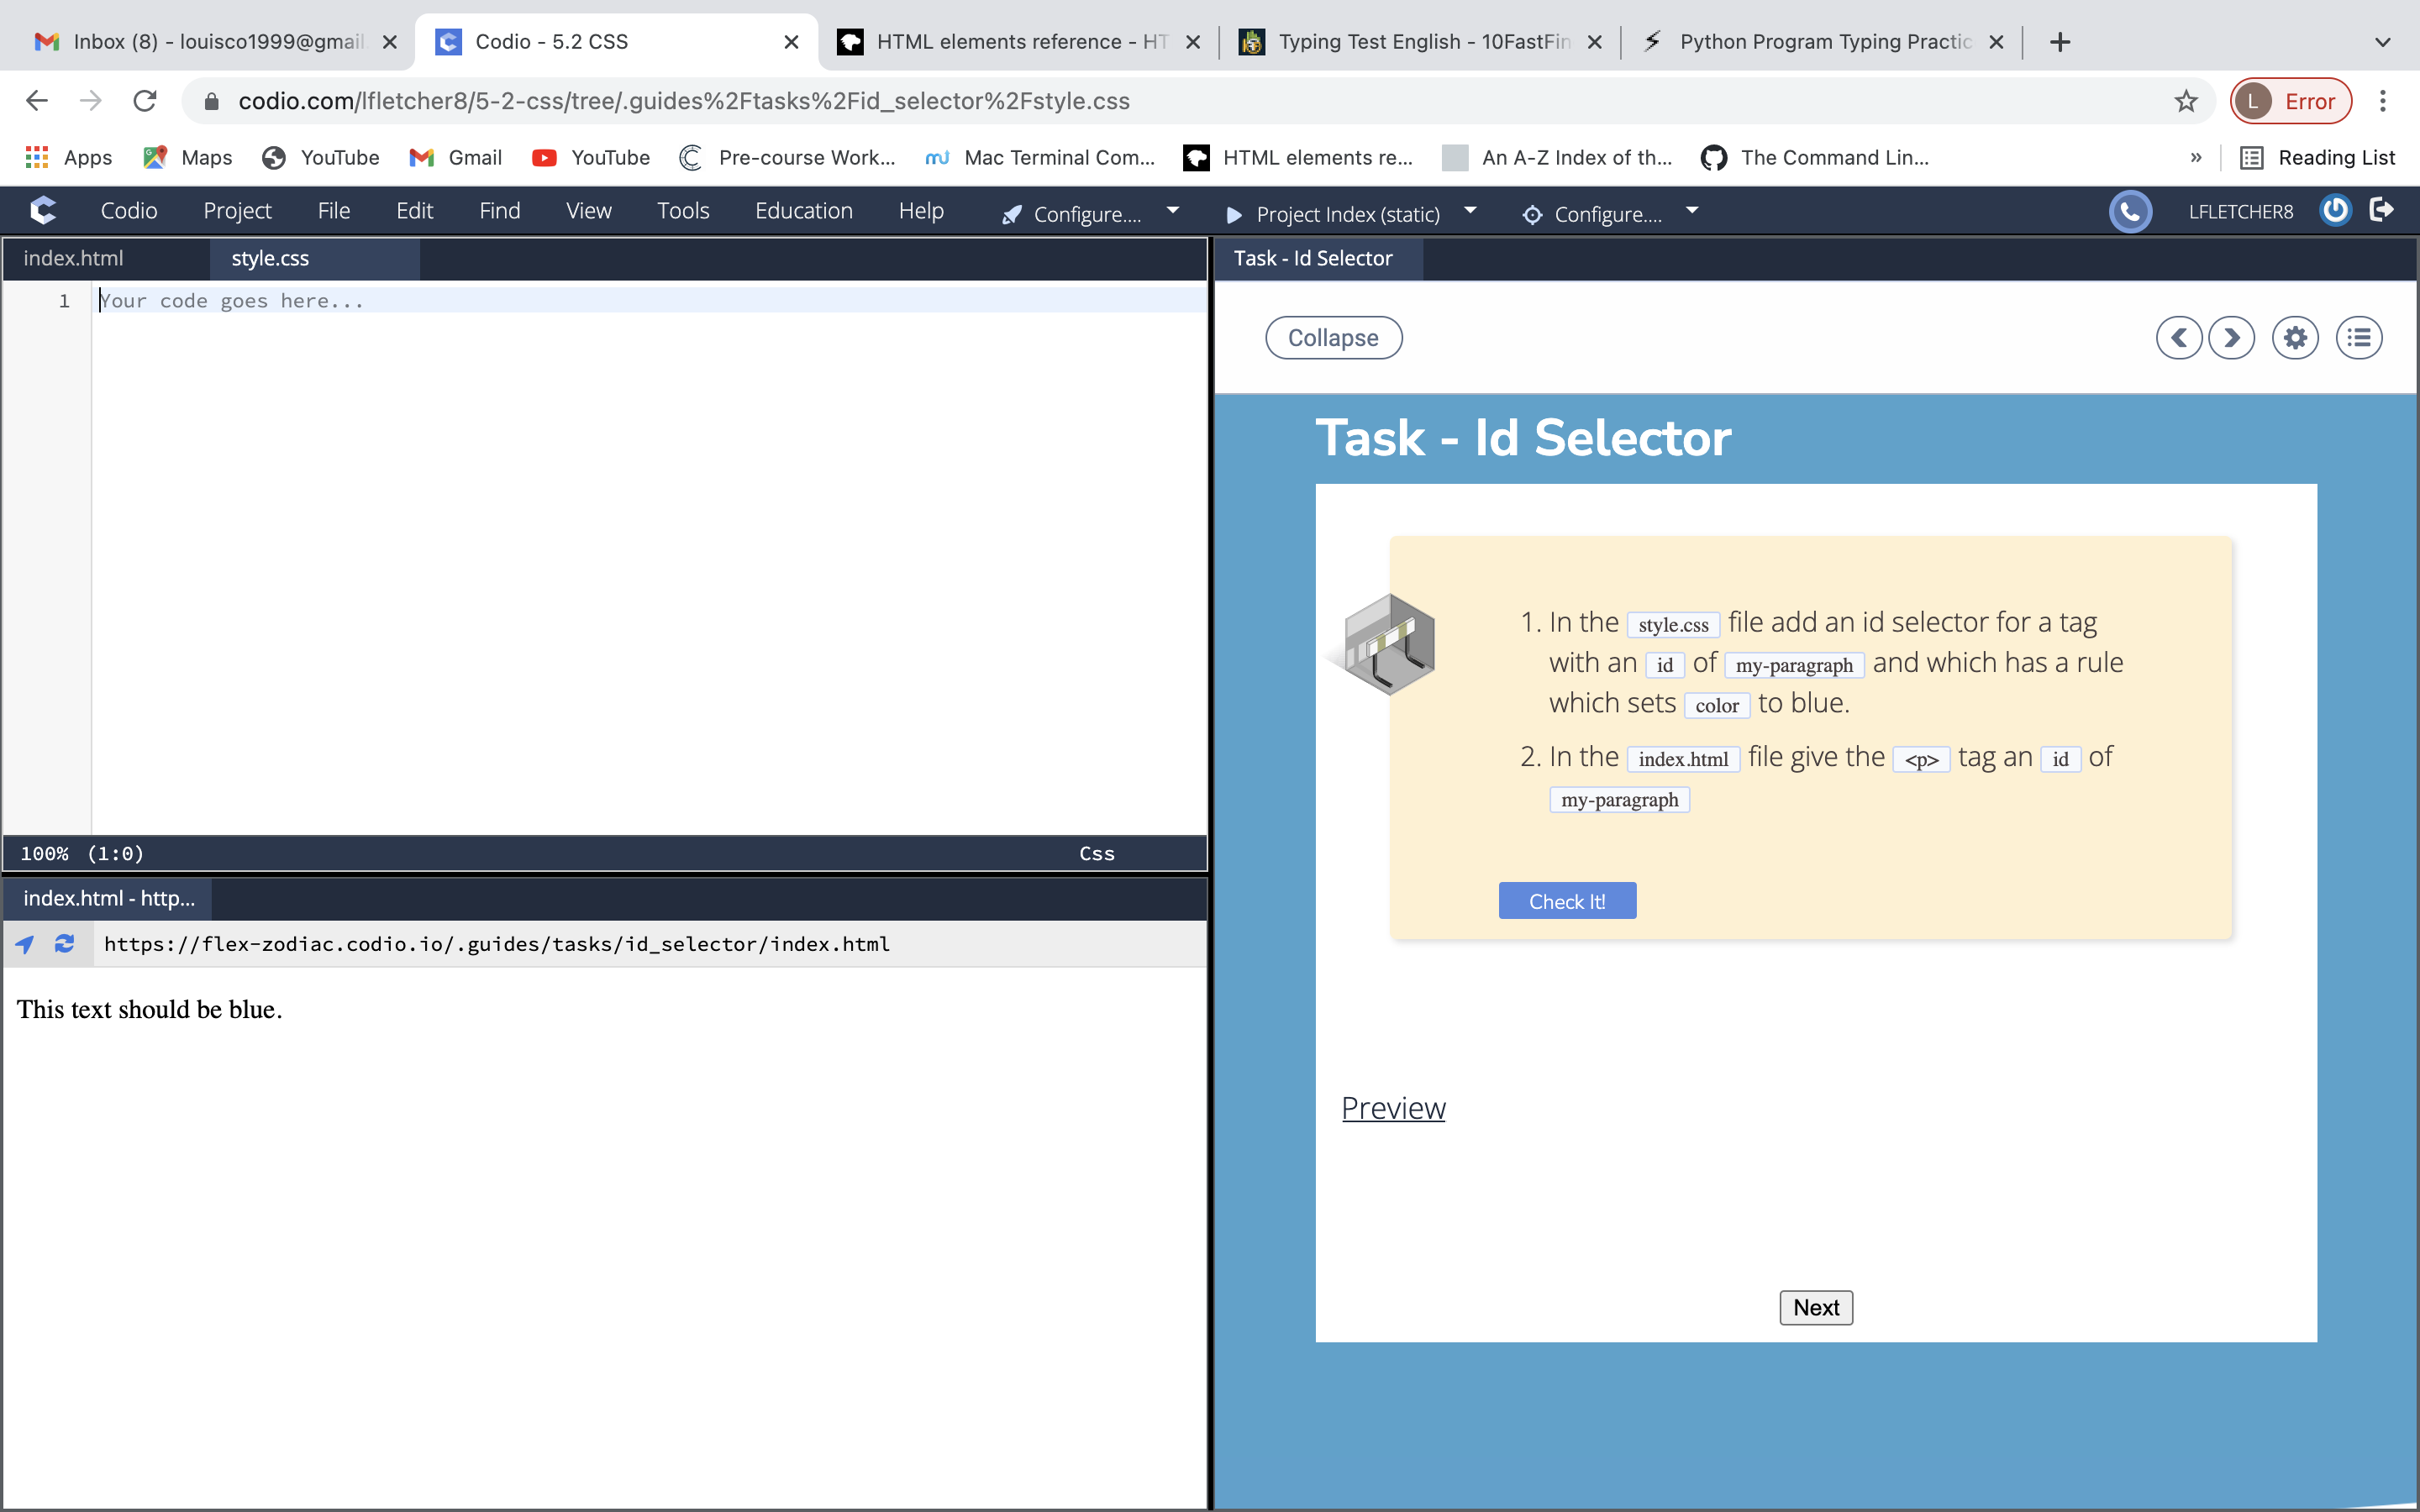 Inbox (8) - louisco1999@gmail.
Codio - 5.2 CSS
HTML elements reference - HT
Typing Test English - 10FastFin
Python Program Typing Practic
codio.com/lfletcher8/5-2-css/tree/.guides%2Ftasks%2Fid_selector%2Fstyle.css
L Error
Apps Maps YouTube Gmail YouTube Pre-course Work... Mac Terminal Com... HTML elements re... An A-Z Index of th... The Command Lin... » Reading List
Codio Project File Edit Find View Tools Education Help Configure.... Project Index (static) Configure.... LFLETCHER8
index.html style.css
1 Your code goes here...
100% (1:0) Css
index.html - http...
https://flex-zodiac.codio.io/.guides/tasks/id_selector/index.html
This text should be blue.
Task - Id Selector
Collapse
Task - Id Selector
1. In the style.css file add an id selector for a tag
with an id of my-paragraph and which has a rule
which sets color to blue.
2. In the index.html file give the <p> tag an id of
my-paragraph
Check It!
Preview
Next